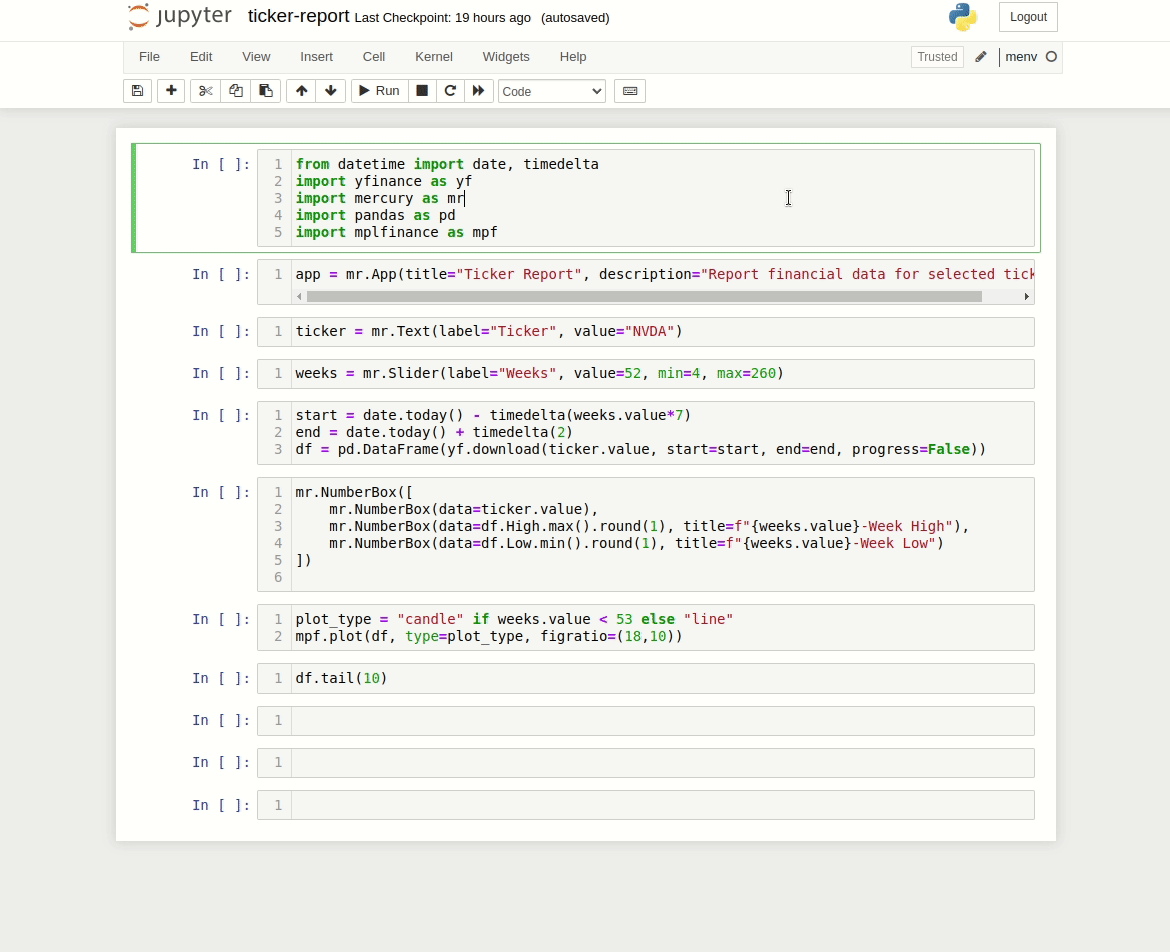 jupyter ticker-report Last Checkpoint: 19 hours ago (autosaved) Logout
File Edit View Insert Cell Kernel Widgets Help Trusted menv
Run Code
In [ ]: 1 from datetime import date, timedelta
2 import yfinance as yf
3 import mercury as mr
4 import pandas as pd
5 import mplfinance as mpf
In [ ]: 1 app = mr.App(title="Ticker Report", description="Report financial data for selected tick
In [ ]: 1 ticker = mr.Text(label="Ticker", value="NVDA")
In [ ]: 1 weeks = mr.Slider(label="Weeks", value=52, min=4, max=260)
In [ ]: 1 start = date.today() - timedelta(weeks.value*7)
2 end = date.today() + timedelta(2)
3 df = pd.DataFrame(yf.download(ticker.value, start=start, end=end, progress=False))
In [ ]: 1 mr.NumberBox([
2     mr.NumberBox(data=ticker.value),
3     mr.NumberBox(data=df.High.max().round(1), title=f"{weeks.value}-Week High"),
4     mr.NumberBox(data=df.Low.min().round(1), title=f"{weeks.value}-Week Low")
5 ])
6
In [ ]: 1 plot_type = "candle" if weeks.value < 53 else "line"
2 mpf.plot(df, type=plot_type, figratio=(18,10))
In [ ]: 1 df.tail(10)
In [ ]: 1
In [ ]: 1
In [ ]: 1